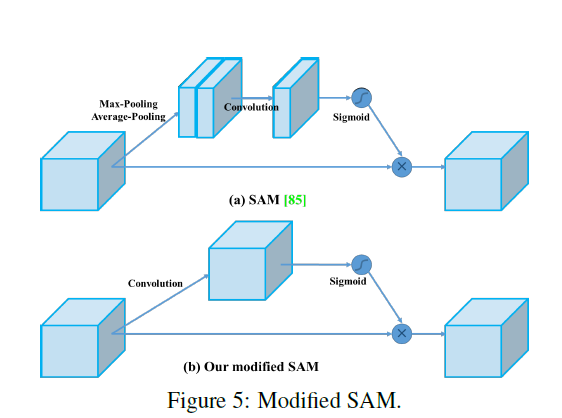 Max-Pooling
Average-Pooling
Convolution
Sigmoid
(a) SAM [85]
Convolution
Sigmoid
(b) Our modified SAM
Figure 5: Modified SAM.